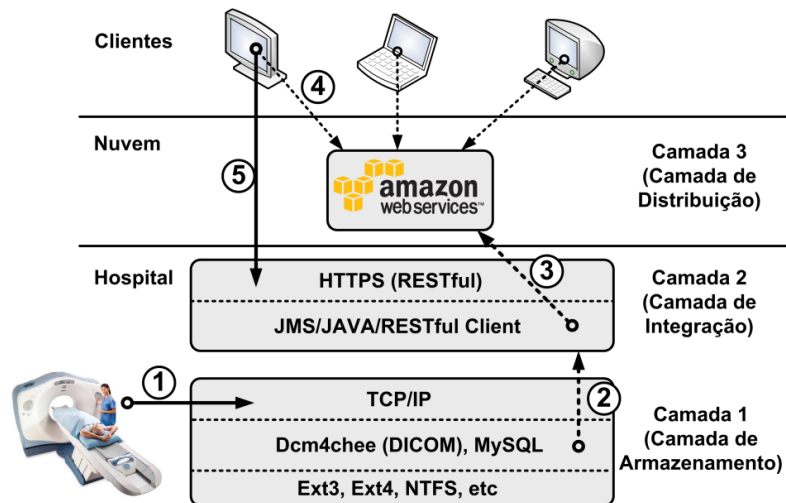 Clientes
4
Nuvem
5
amazon
webservices™
Camada 3
(Camada de
Distribuição)
Hospital
HTTPS (RESTful)
3
JMS/JAVA/RESTful Client
Camada 2
(Camada de
Integração)
1
TCP/IP
2
Dcm4chee (DICOM), MySQL
Ext3, Ext4, NTFS, etc
Camada 1
(Camada de
Armazenamento)